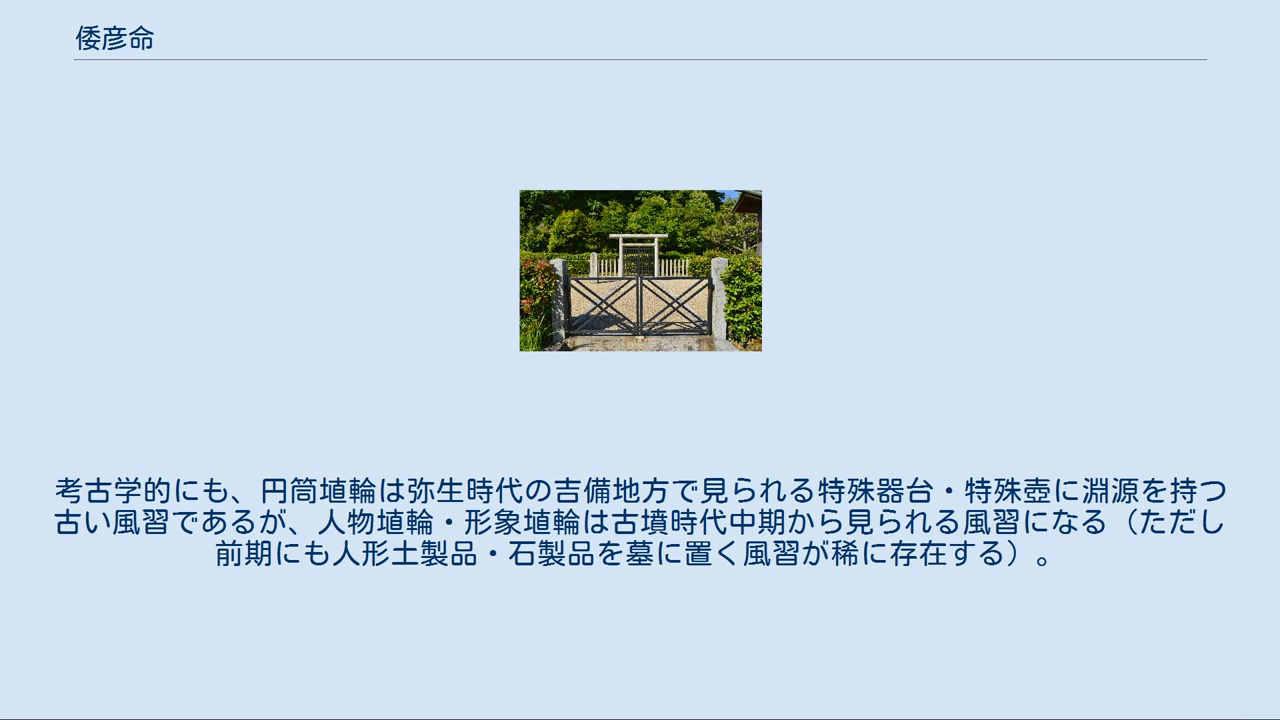 倭彦命
考古学的にも、円筒埴輪は弥生時代の吉備地方で見られる特殊器台・特殊壺に淵源を持つ
古い風習であるが、人物埴輪・形象埴輪は古墳時代中期から見られる風習になる（ただし
前期にも人形土製品・石製品を墓に置く風習が稀に存在する）。